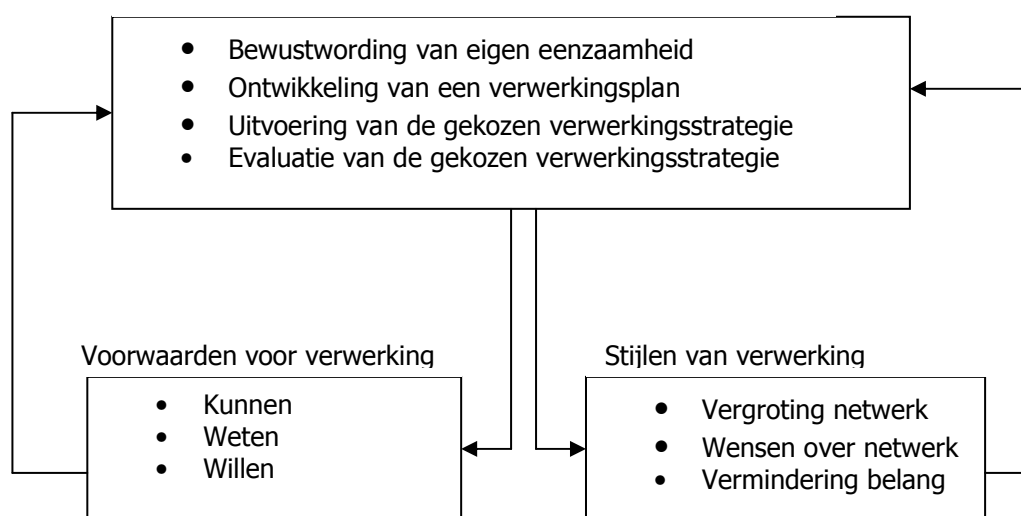 • Bewustwording van eigen eenzaamheid
• Ontwikkeling van een verwerkingsplan
• Uitvoering van de gekozen verwerkingsstrategie
• Evaluatie van de gekozen verwerkingsstrategie
Voorwaarden voor verwerking
• Kunnen
• Weten
• Willen
Stijlen van verwerking
• Vergroting netwerk
• Wensen over netwerk
• Vermindering belang